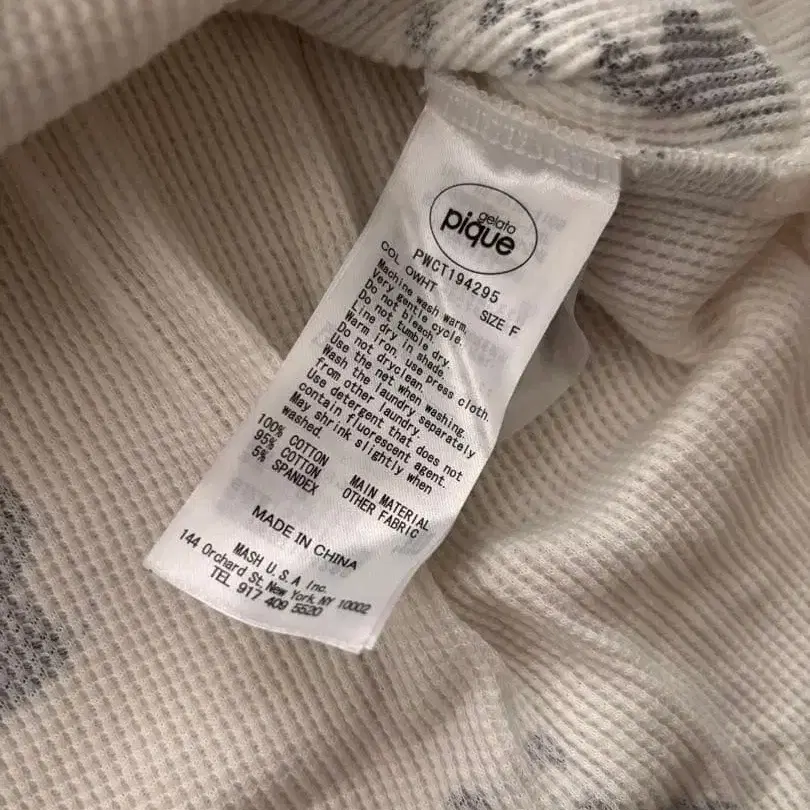 gelato
pique
PWCT194295
COL OWHT SIZE F
Machine wash warm,
Very gentle cycle.
Do not bleach.
Do not tumble dry.
Line dry in shade.
Warm iron, use press cloth.
Do not dryclean.
Use the net when washing.
Wash the laundry separately
from other laundry.
Use detergent that does not
contain fluorescent agent.
May shrink slightly when
washed.
100% COTTON MAIN MATERIAL
95% COTTON OTHER FABRIC
5% SPANDEX
MADE IN CHINA
MASH U.S.A Inc.
144 Orchard St, New York, NY 10002
TEL 917 409 5520